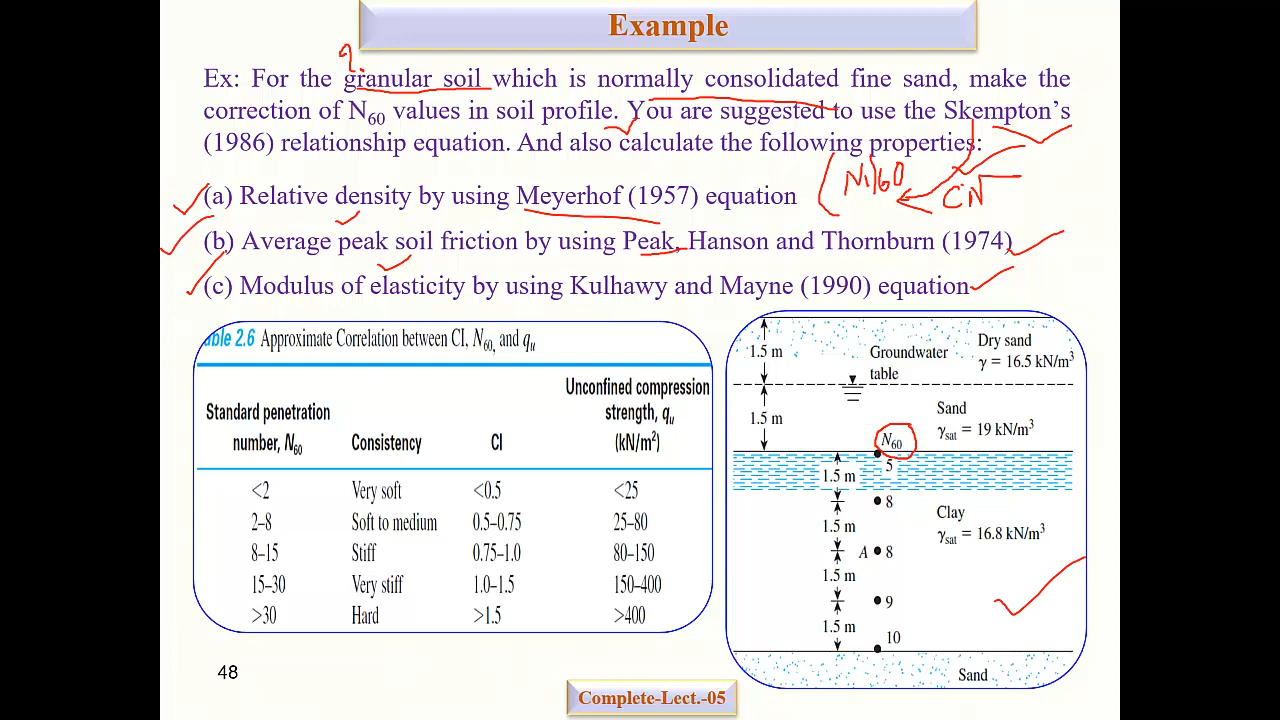 Example
Ex: For the granular soil which is normally consolidated fine sand, make the
correction of N60 values in soil profile. You are suggested to use the Skempton's
(1986) relationship equation. And also calculate the following properties:
(a) Relative density by using Meyerhof (1957) equation
(N1)60
CN
(b) Average peak soil friction by using Peak, Hanson and Thornburn (1974)
(c) Modulus of elasticity by using Kulhawy and Mayne (1990) equation
ble 2.6 Approximate Correlation between CI, N60, and qu
Standard penetration number, N60 Consistency CI Unconfined compression strength, qu (kN/m²)
<2 Very soft <0.5 <25
2–8 Soft to medium 0.5–0.75 25–80
8–15 Stiff 0.75–1.0 80–150
15–30 Very stiff 1.0–1.5 150–400
>30 Hard >1.5 >400
1.5 m
Groundwater
table
Dry sand
γ = 16.5 kN/m³
1.5 m
Sand
γsat = 19 kN/m³
N60
5
1.5 m
8
1.5 m
Clay
γsat = 16.8 kN/m³
A 8
1.5 m
9
1.5 m
10
Sand
48
Complete-Lect.-05